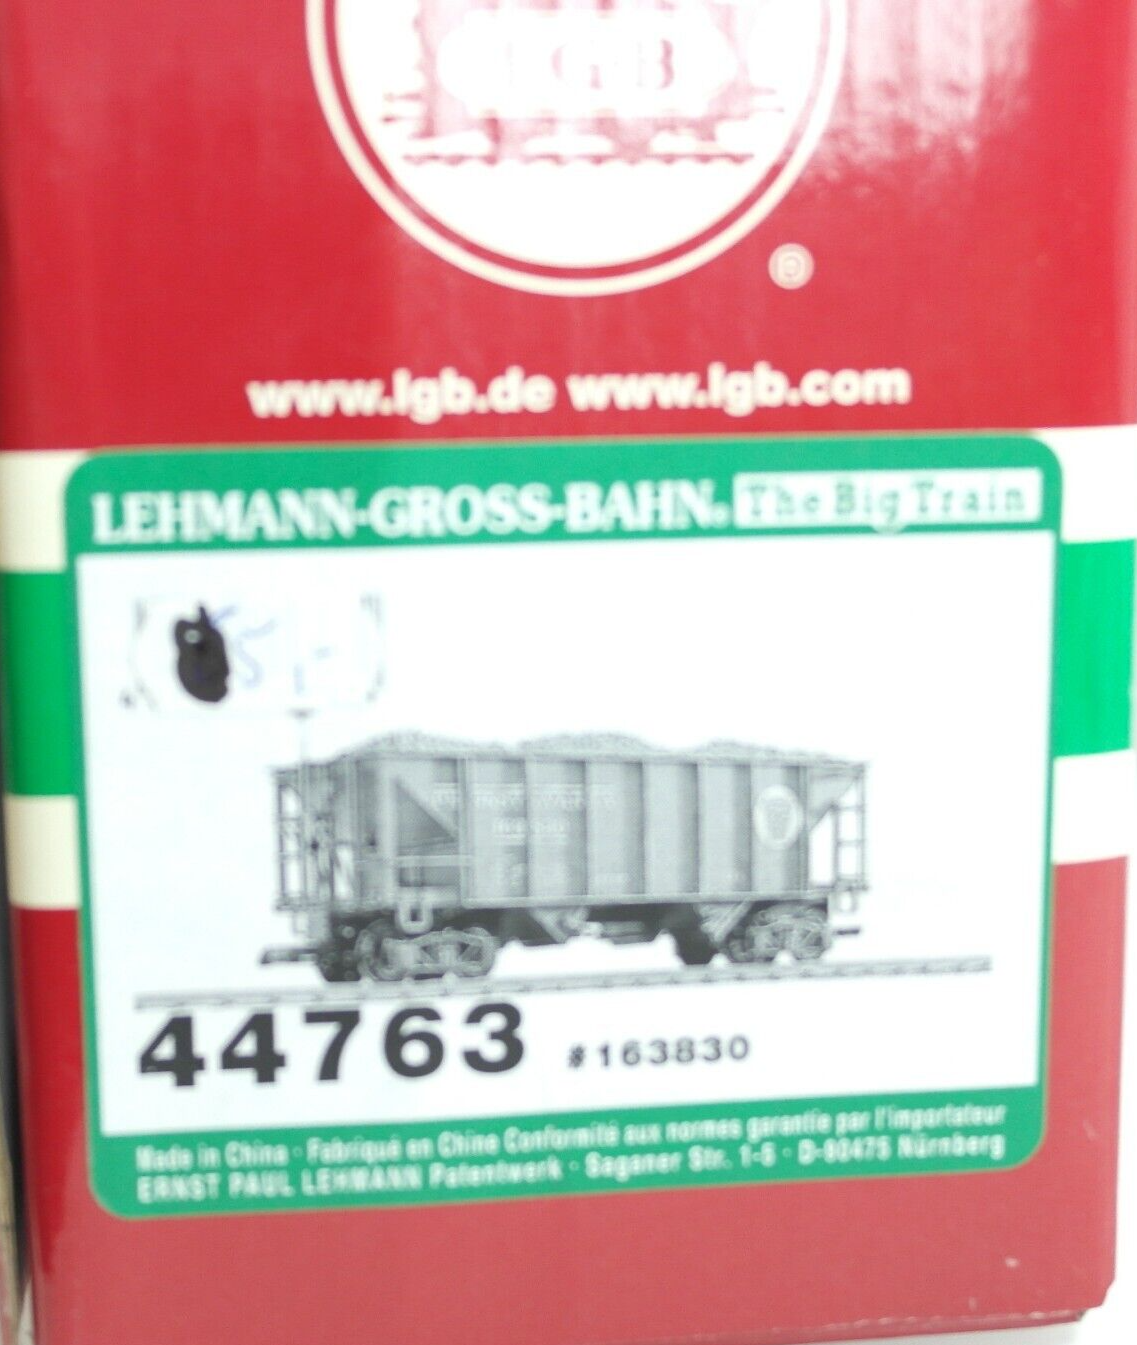 LGB
®
www.lgb.de www.lgb.com
LEHMANN-GROSS-BAHN® The Big Train
44763 #163830
Made in China · Fabriqué en Chine Conformité aux normes garantie par l'importateur
ERNST PAUL LEHMANN Patentwerk · Saganer Str. 1-5 · D-90475 Nürnberg